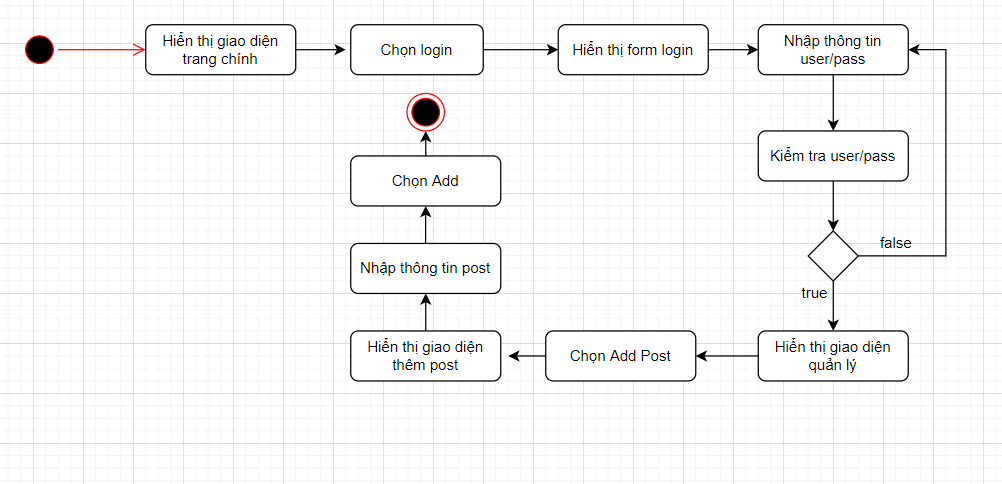 Hiển thị giao diện
trang chính
Chọn login
Hiển thị form login
Nhập thông tin
user/pass
Kiểm tra user/pass
false
true
Hiển thị giao diện
quản lý
Chọn Add Post
Hiển thị giao diện
thêm post
Nhập thông tin post
Chọn Add